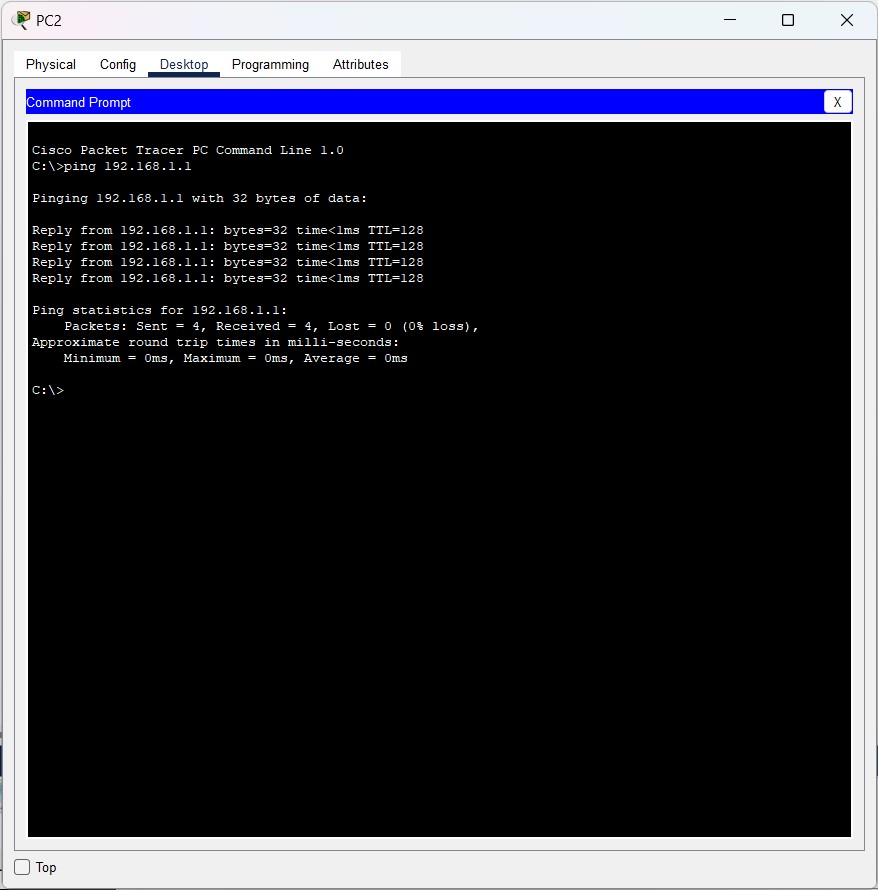 PC2
Physical Config Desktop Programming Attributes
Command Prompt X
Cisco Packet Tracer PC Command Line 1.0
C:\>ping 192.168.1.1
Pinging 192.168.1.1 with 32 bytes of data:
Reply from 192.168.1.1: bytes=32 time<1ms TTL=128
Reply from 192.168.1.1: bytes=32 time<1ms TTL=128
Reply from 192.168.1.1: bytes=32 time<1ms TTL=128
Reply from 192.168.1.1: bytes=32 time<1ms TTL=128
Ping statistics for 192.168.1.1:
    Packets: Sent = 4, Received = 4, Lost = 0 (0% loss),
Approximate round trip times in milli-seconds:
    Minimum = 0ms, Maximum = 0ms, Average = 0ms
C:\>
Top